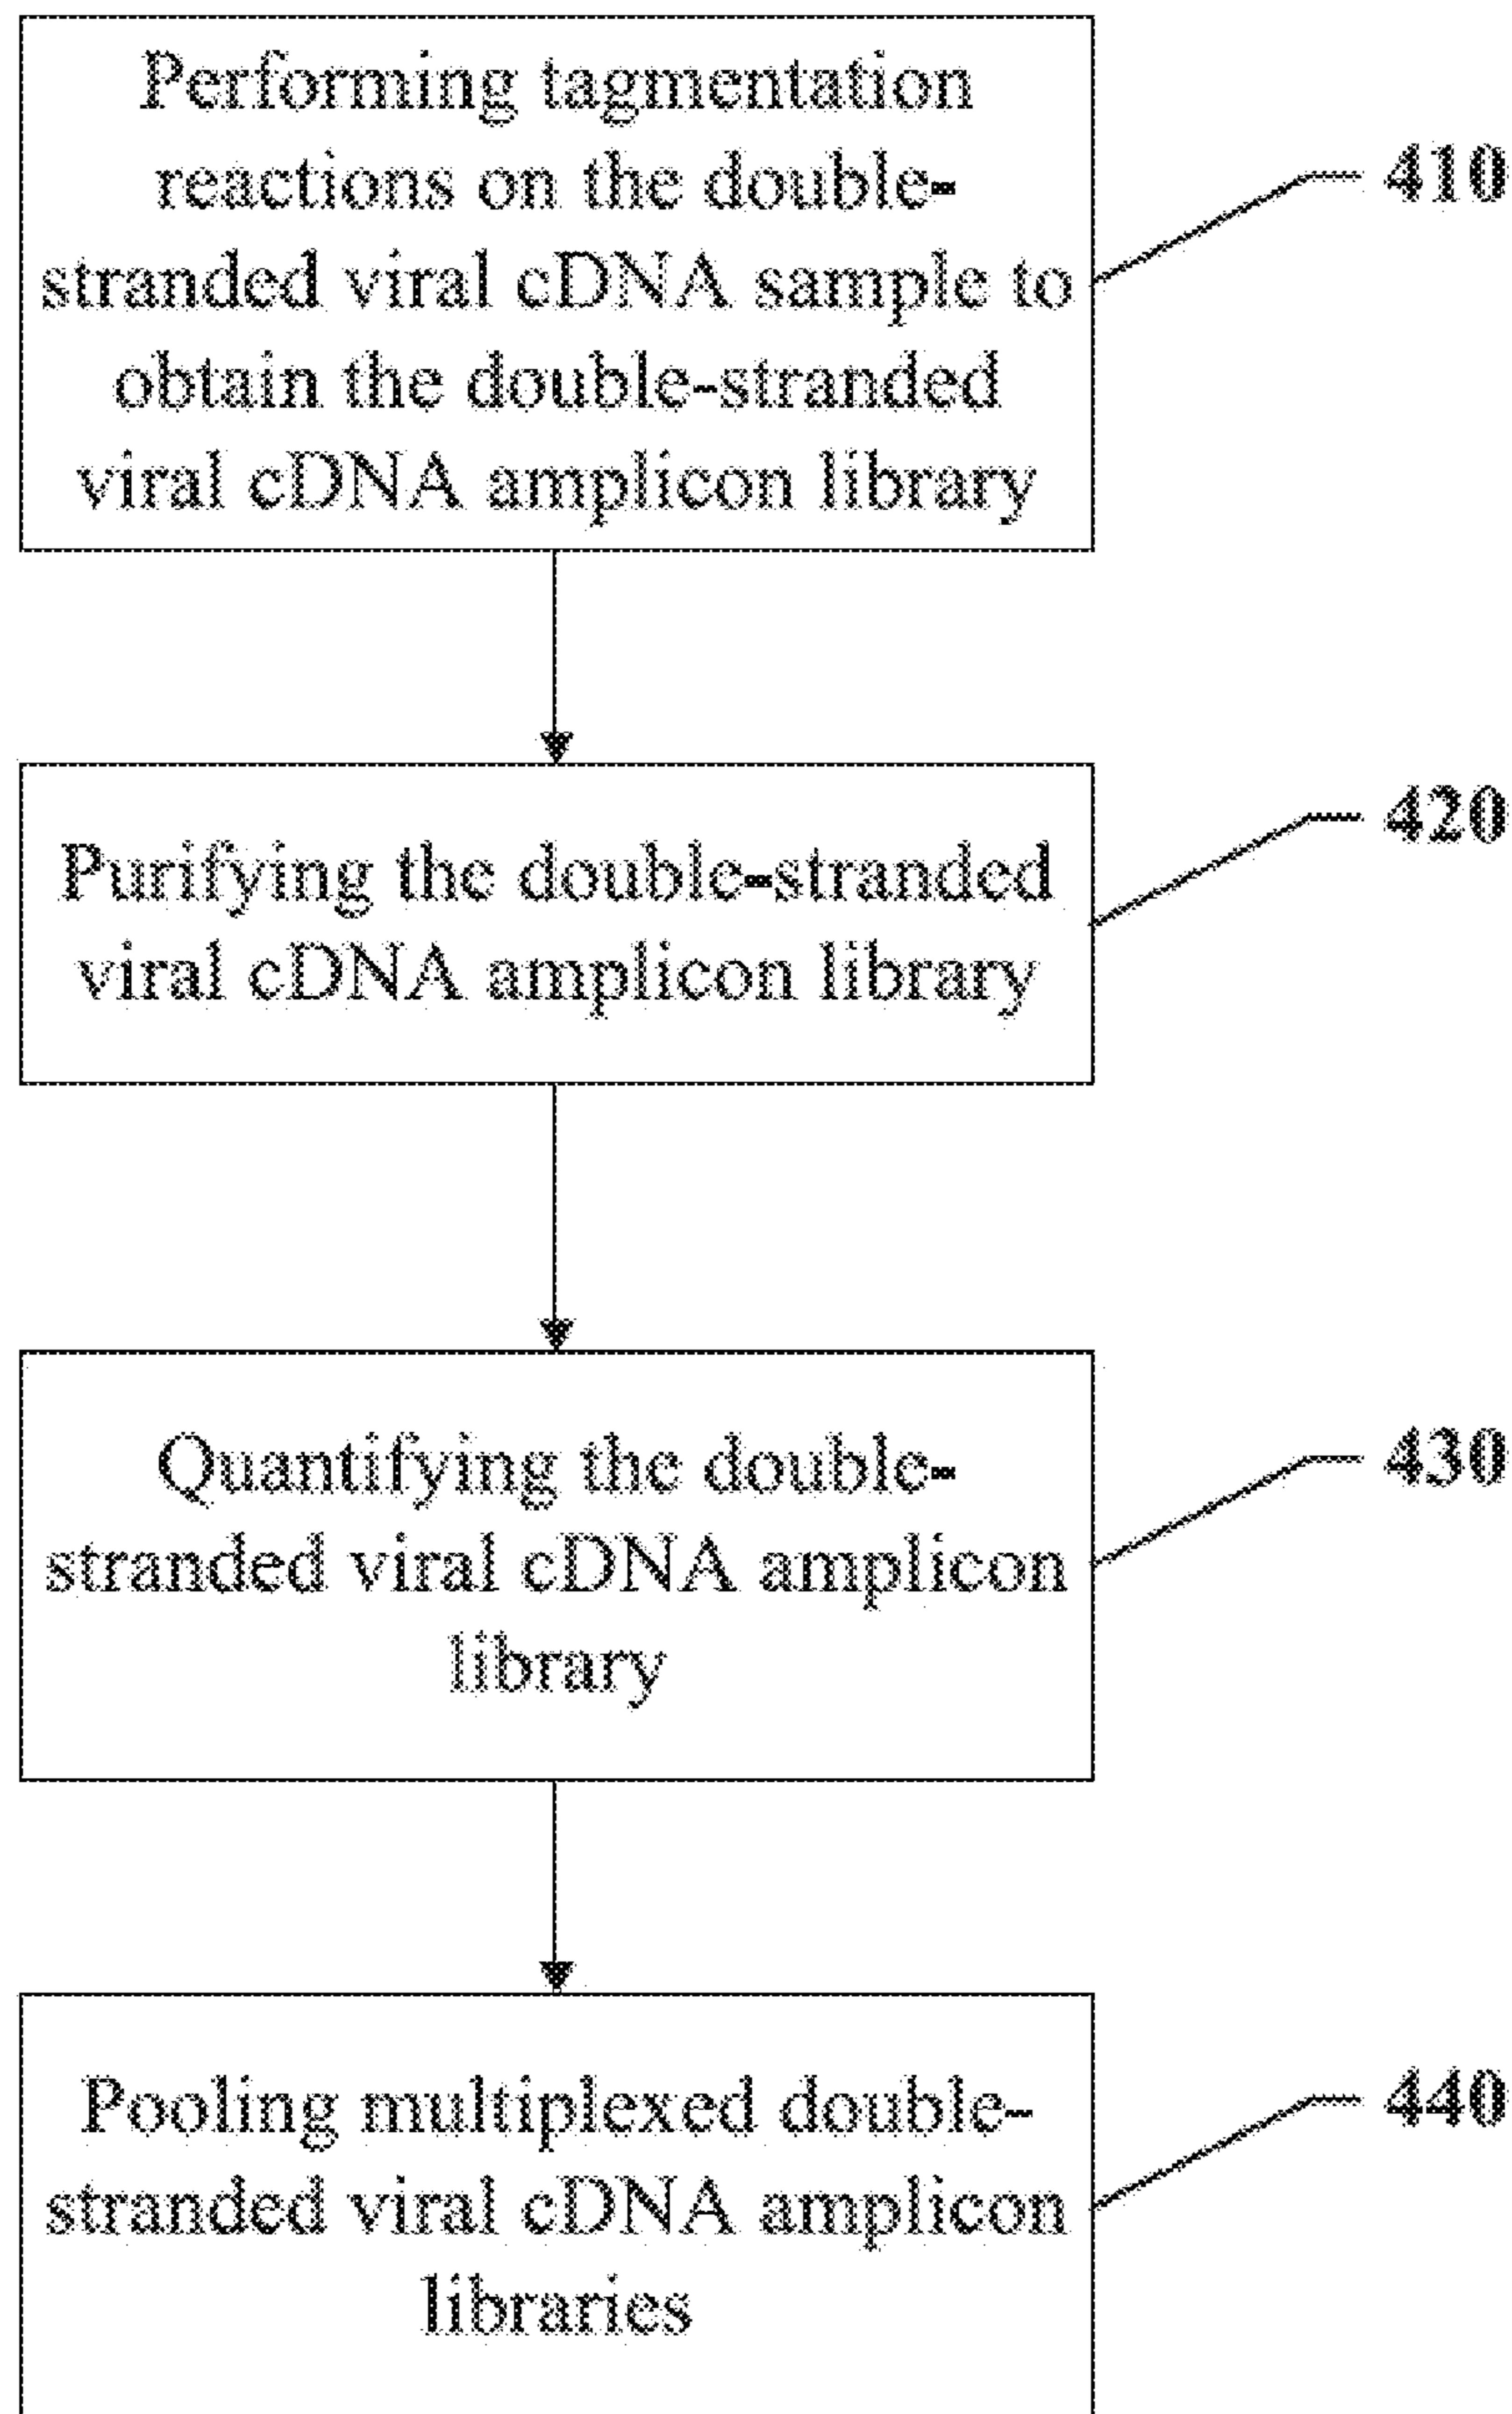 Performing tagmentation
reactions on the double-
stranded viral cDNA sample to
obtain the double-stranded
viral cDNA amplicon library
410
Purifying the double-stranded
viral cDNA amplicon library
420
Quantifying the double-
stranded viral cDNA amplicon
library
430
Pooling multiplexed double-
stranded viral cDNA amplicon
libraries
440